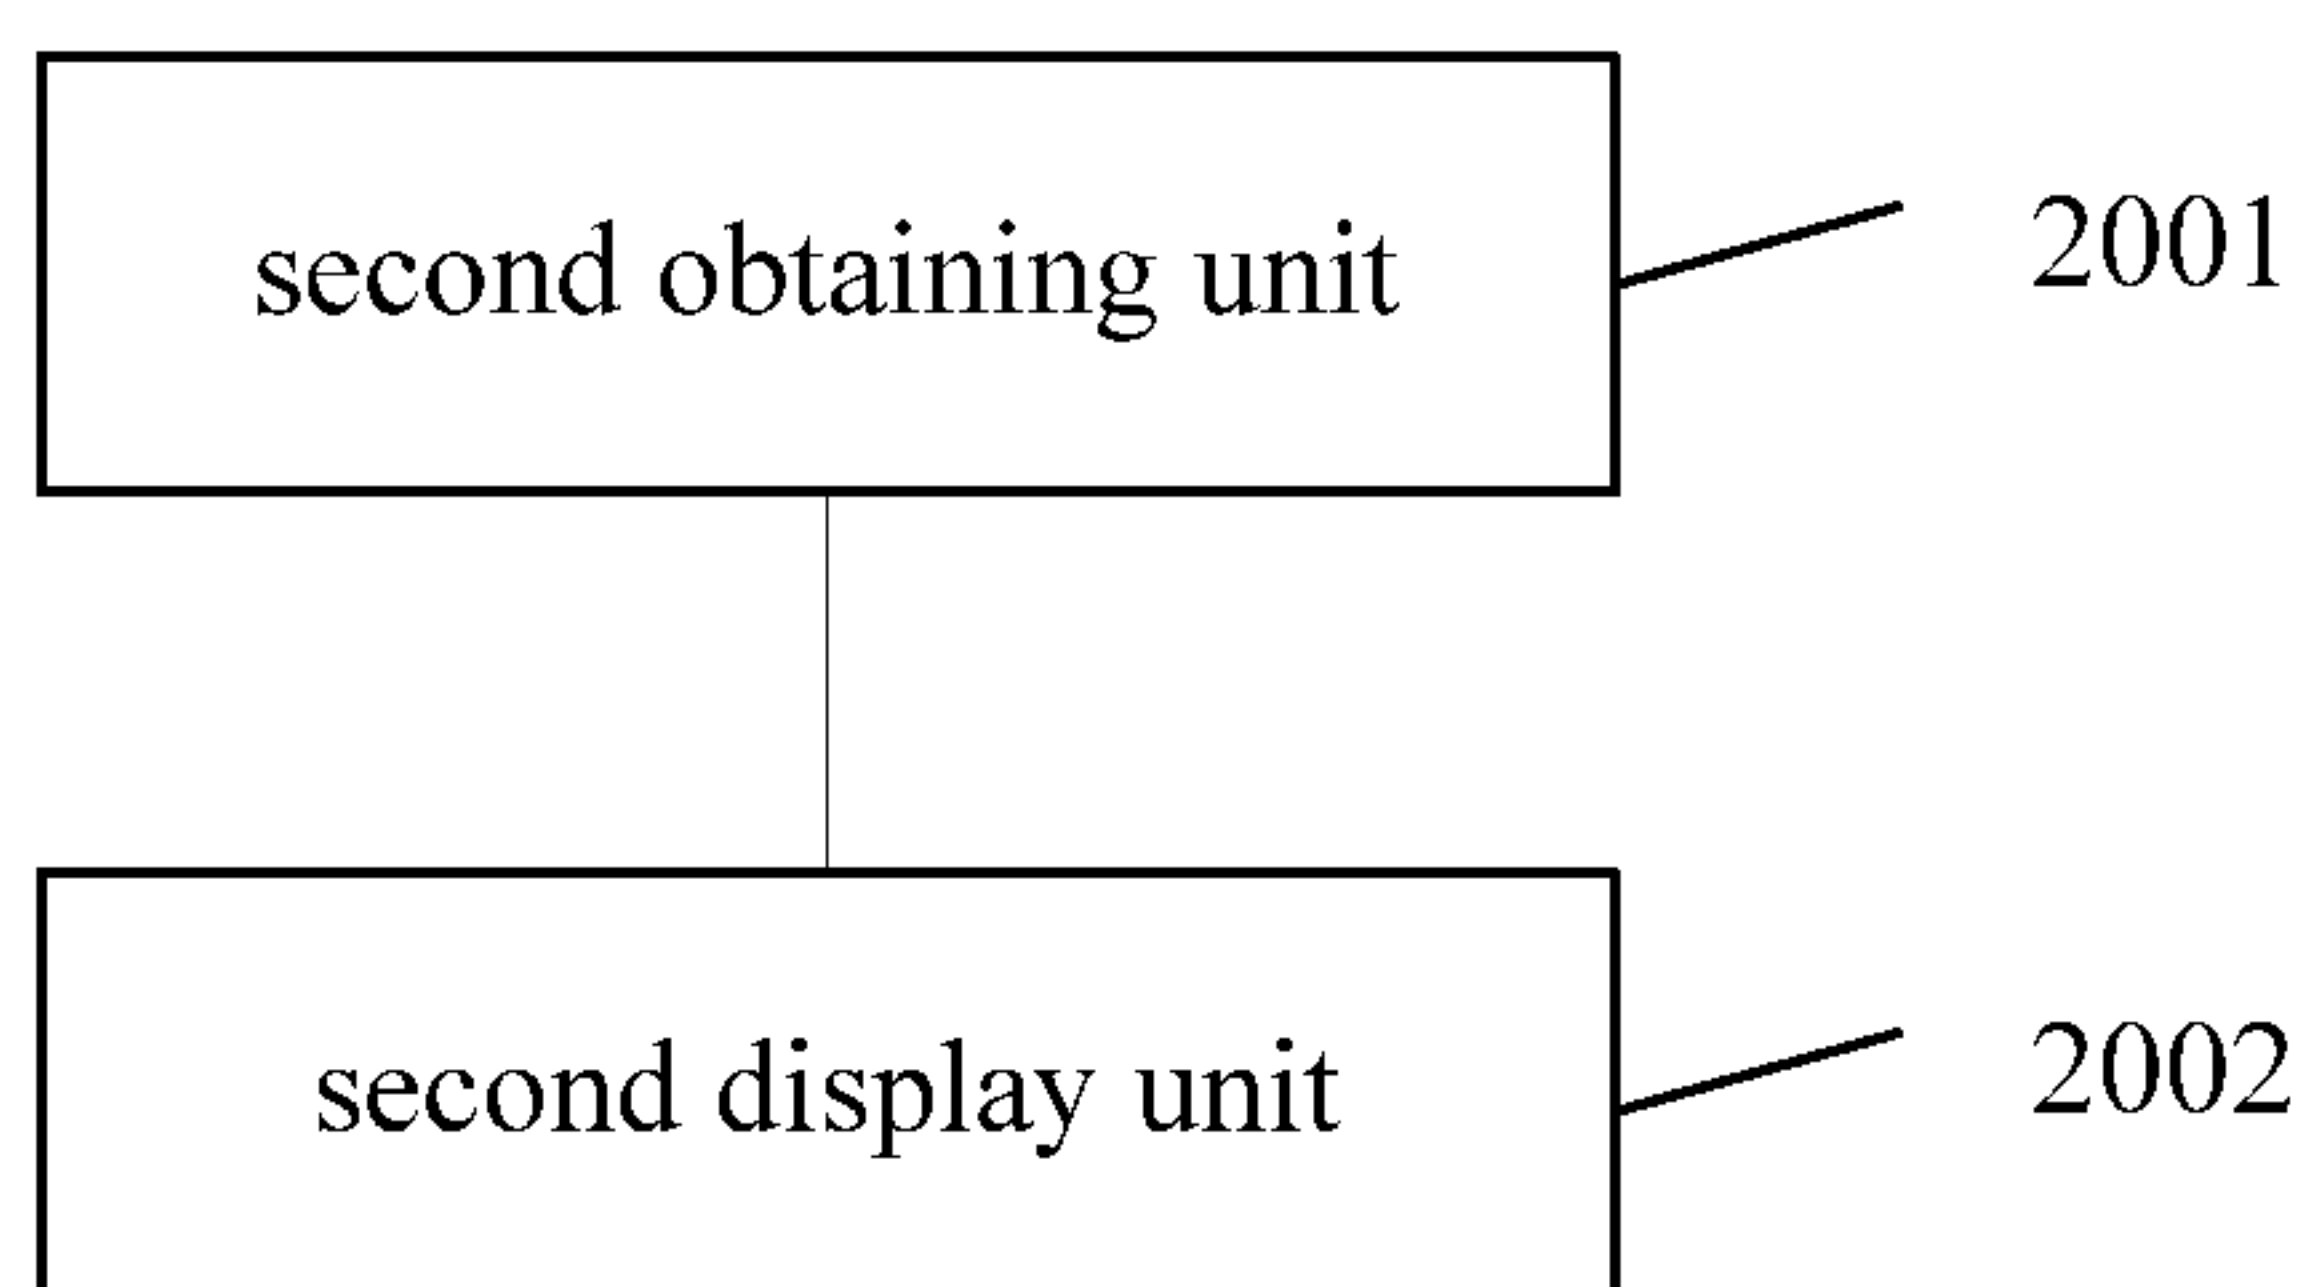 second obtaining unit
2001
second display unit
2002